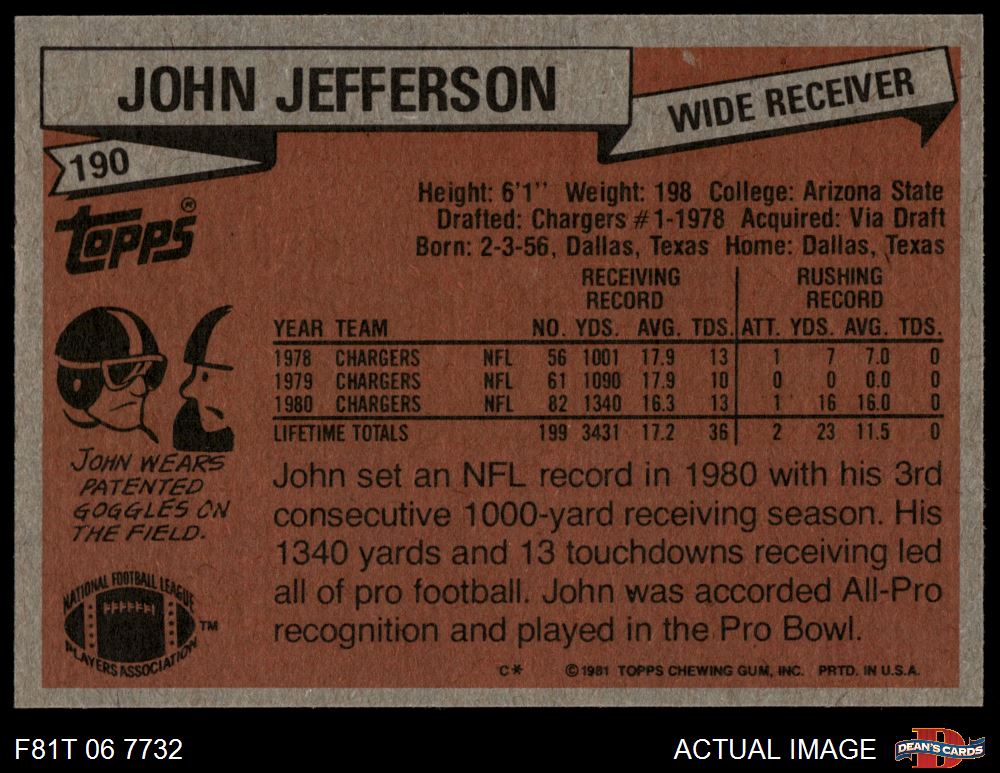 JOHN JEFFERSON
WIDE RECEIVER
190
topps®
Height: 6'1'' Weight: 198 College: Arizona State
Drafted: Chargers #1-1978 Acquired: Via Draft
Born: 2-3-56, Dallas, Texas Home: Dallas, Texas
RECEIVING RECORD RUSHING RECORD
YEAR TEAM NO. YDS. AVG. TDS. ATT. YDS. AVG. TDS.
1978 CHARGERS NFL 56 1001 17.9 13 1 7 7.0 0
1979 CHARGERS NFL 61 1090 17.9 10 0 0 0.0 0
1980 CHARGERS NFL 82 1340 16.3 13 1 16 16.0 0
LIFETIME TOTALS 199 3431 17.2 36 2 23 11.5 0
JOHN WEARS
PATENTED
GOGGLES ON
THE FIELD.
John set an NFL record in 1980 with his 3rd
consecutive 1000-yard receiving season. His
1340 yards and 13 touchdowns receiving led
all of pro football. John was accorded All-Pro
recognition and played in the Pro Bowl.
NATIONAL FOOTBALL LEAGUE
PLAYERS ASSOCIATION
TM
C* ©1981 TOPPS CHEWING GUM, INC. PRTD. IN U.S.A.
F81T 06 7732
ACTUAL IMAGE
D
DEAN'S CARDS